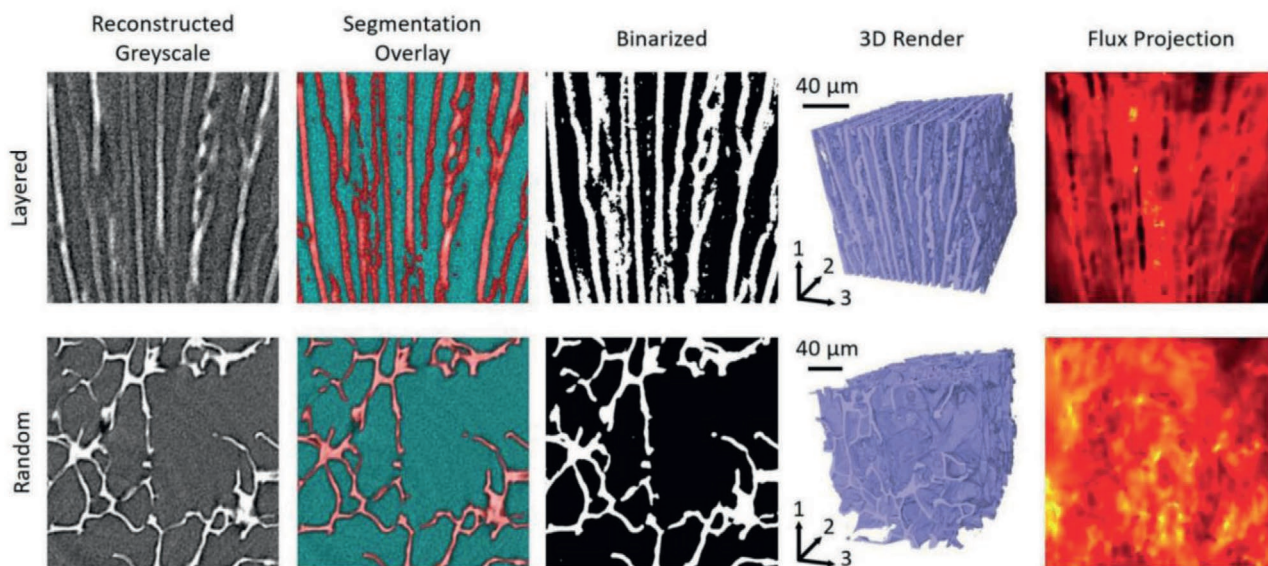 Reconstructed
Greyscale
Segmentation
Overlay
Binarized
3D Render
Flux Projection
Layered
40 µm
1
2
3
Random
40 µm
1
2
3